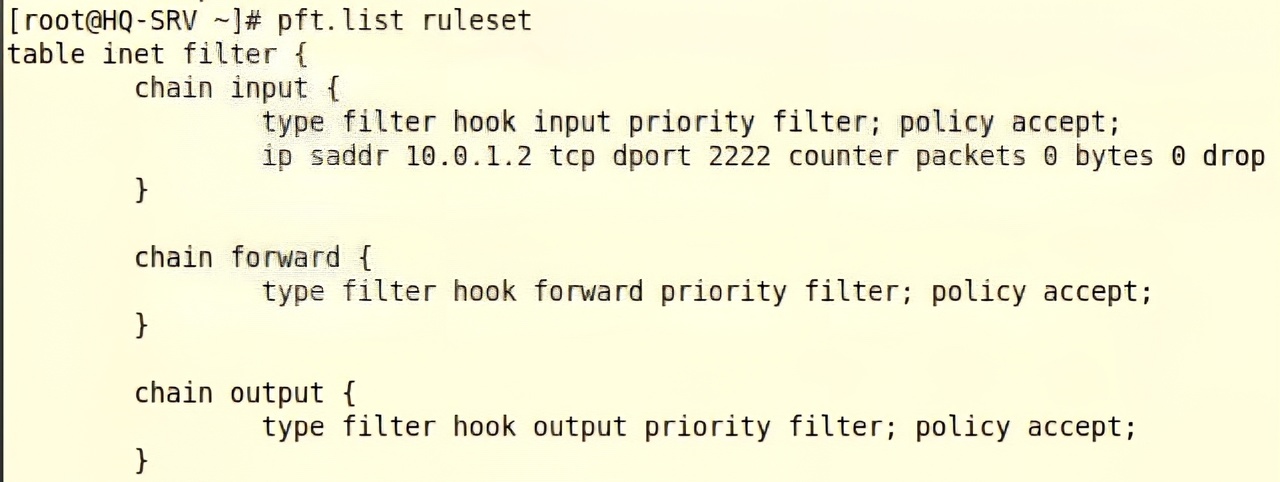 [root@HQ-SRV ~]# pft.list ruleset
table inet filter {
chain input {
type filter hook input priority filter; policy accept;
ip saddr 10.0.1.2 tcp dport 2222 counter packets 0 bytes 0 drop
}
chain forward {
type filter hook forward priority filter; policy accept;
}
chain output {
type filter hook output priority filter; policy accept;
}